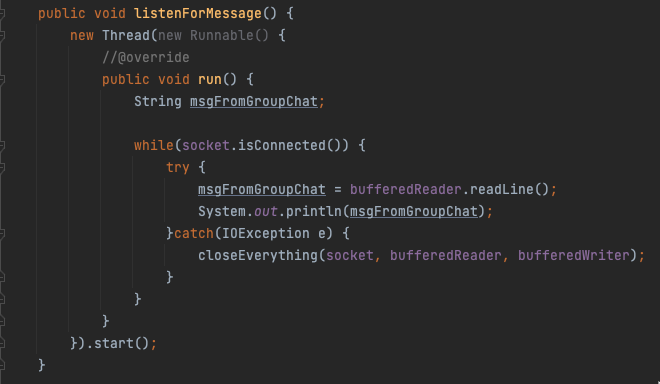 public void listenForMessage() {
    new Thread(new Runnable() {
        //@override
        public void run() {
            String msgFromGroupChat;

            while(socket.isConnected()) {
                try {
                    msgFromGroupChat = bufferedReader.readLine();
                    System.out.println(msgFromGroupChat);
                }catch(IOException e) {
                    closeEverything(socket, bufferedReader, bufferedWriter);
                }
            }
        }
    }).start();
}